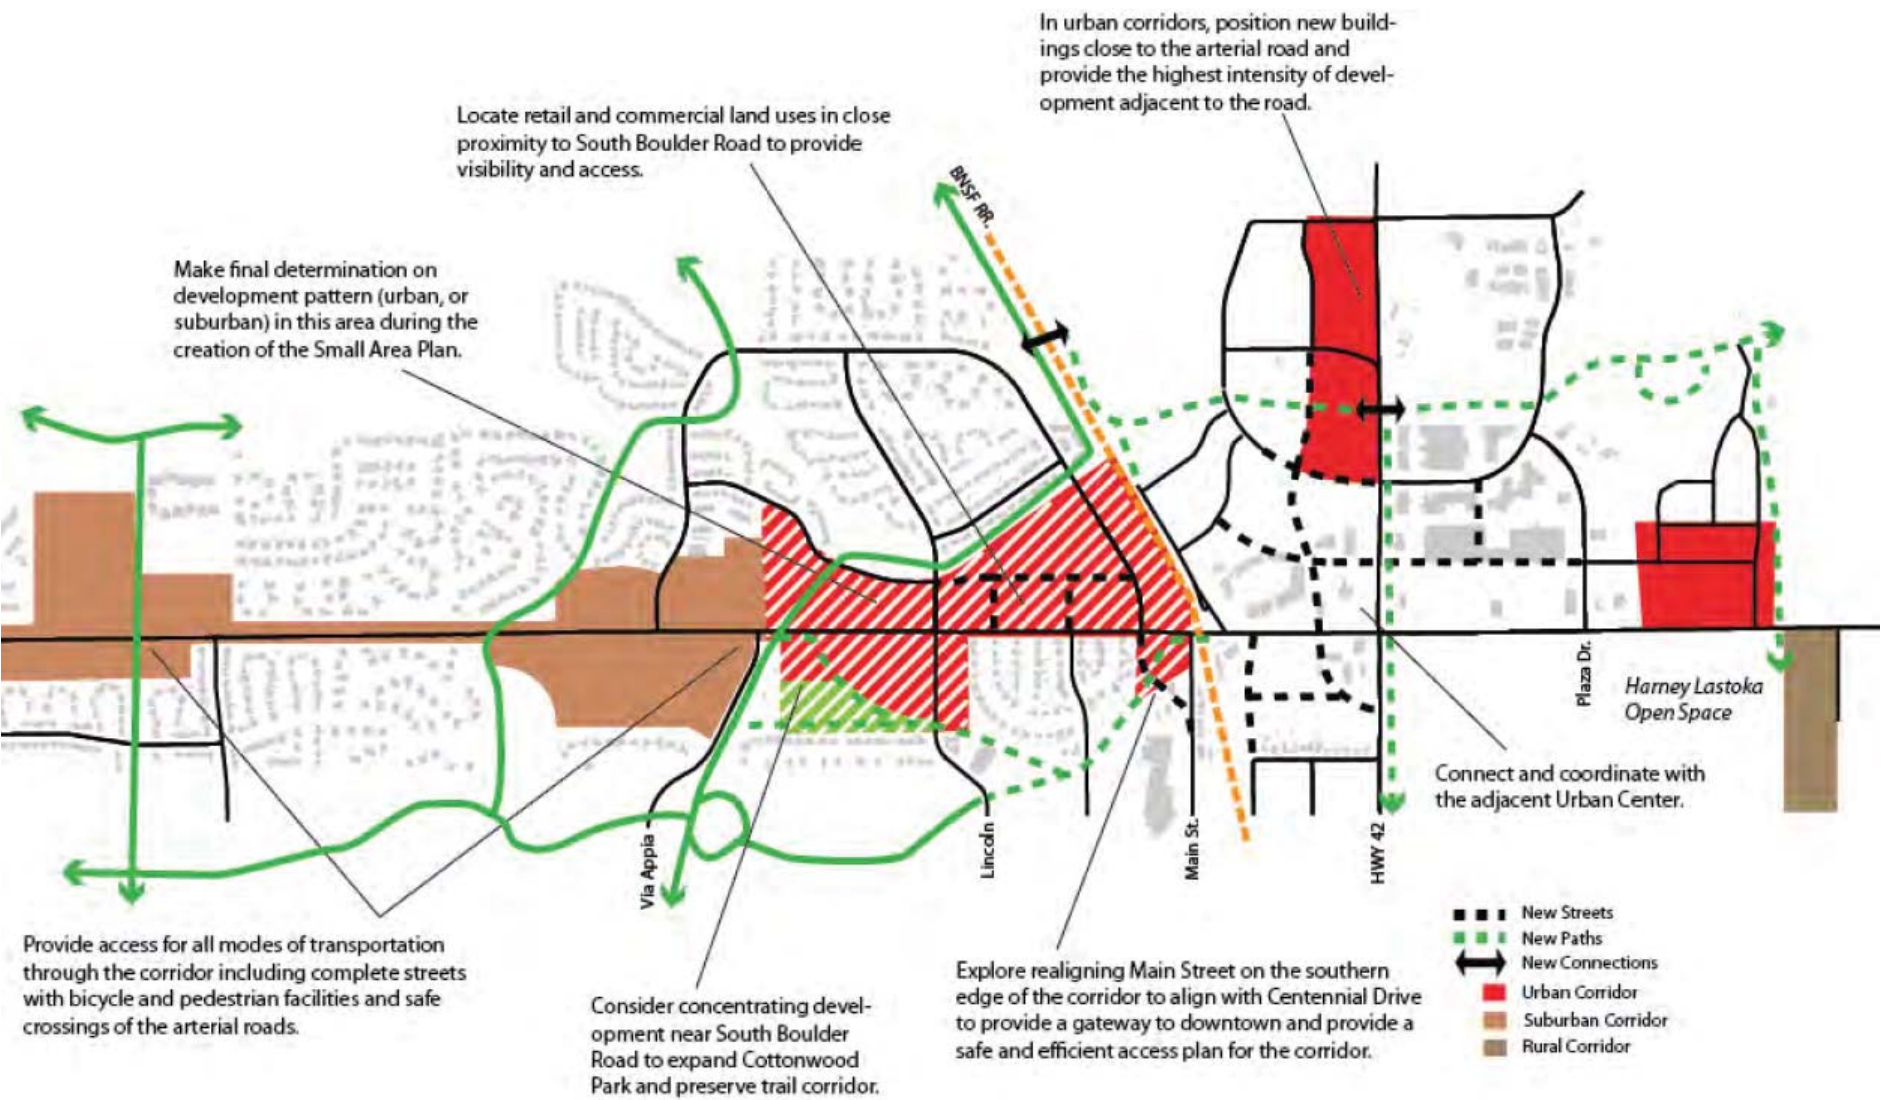 In urban corridors, position new build-
ings close to the arterial road and
provide the highest intensity of devel-
opment adjacent to the road.
Locate retail and commercial land uses in close
proximity to South Boulder Road to provide
visibility and access.
BNSF RR.
Make final determination on
development pattern (urban, or
suburban) in this area during the
creation of the Small Area Plan.
Plaza Dr.
Harney Lastoka
Open Space
Connect and coordinate with
the adjacent Urban Center.
Via Appia
Lincoln
Main St.
HWY 42
Provide access for all modes of transportation
through the corridor including complete streets
with bicycle and pedestrian facilities and safe
crossings of the arterial roads.
Consider concentrating devel-
opment near South Boulder
Road to expand Cottonwood
Park and preserve trail corridor.
Explore realigning Main Street on the southern
edge of the corridor to align with Centennial Drive
to provide a gateway to downtown and provide a
safe and efficient access plan for the corridor.
New Streets
New Paths
New Connections
Urban Corridor
Suburban Corridor
Rural Corridor